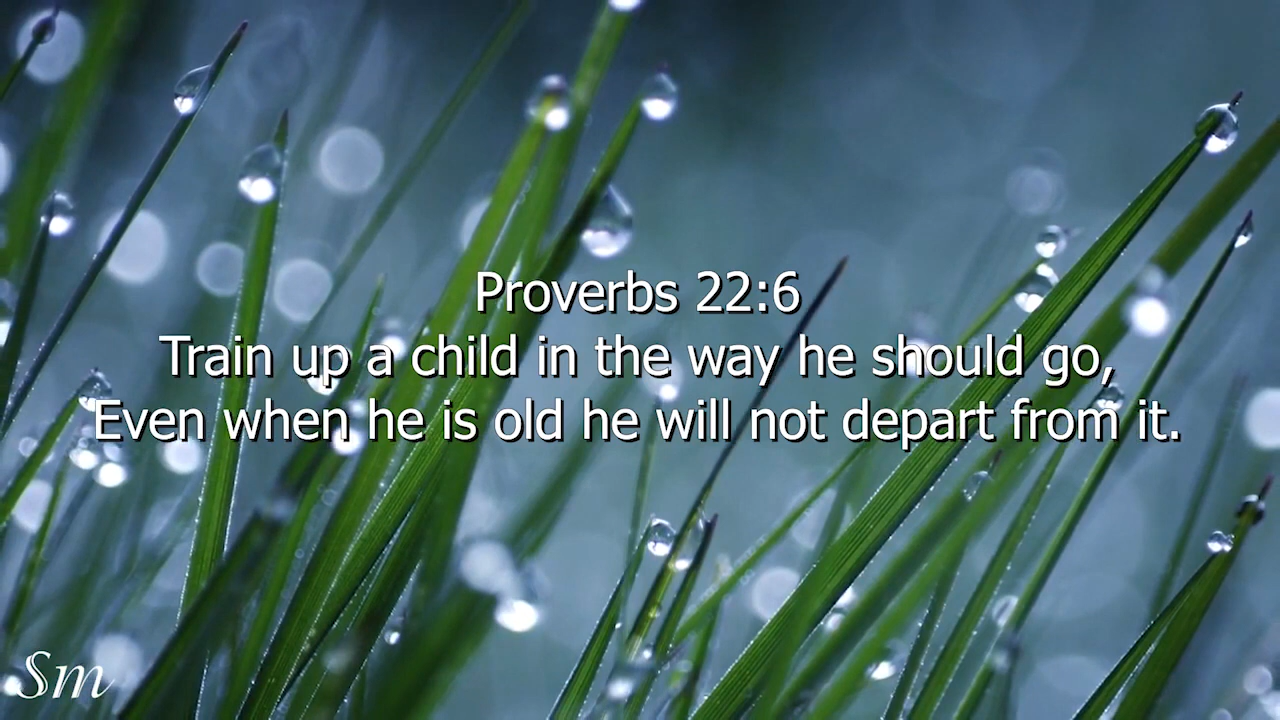 Proverbs 22:6
Train up a child in the way he should go,
Even when he is old he will not depart from it.
Sm